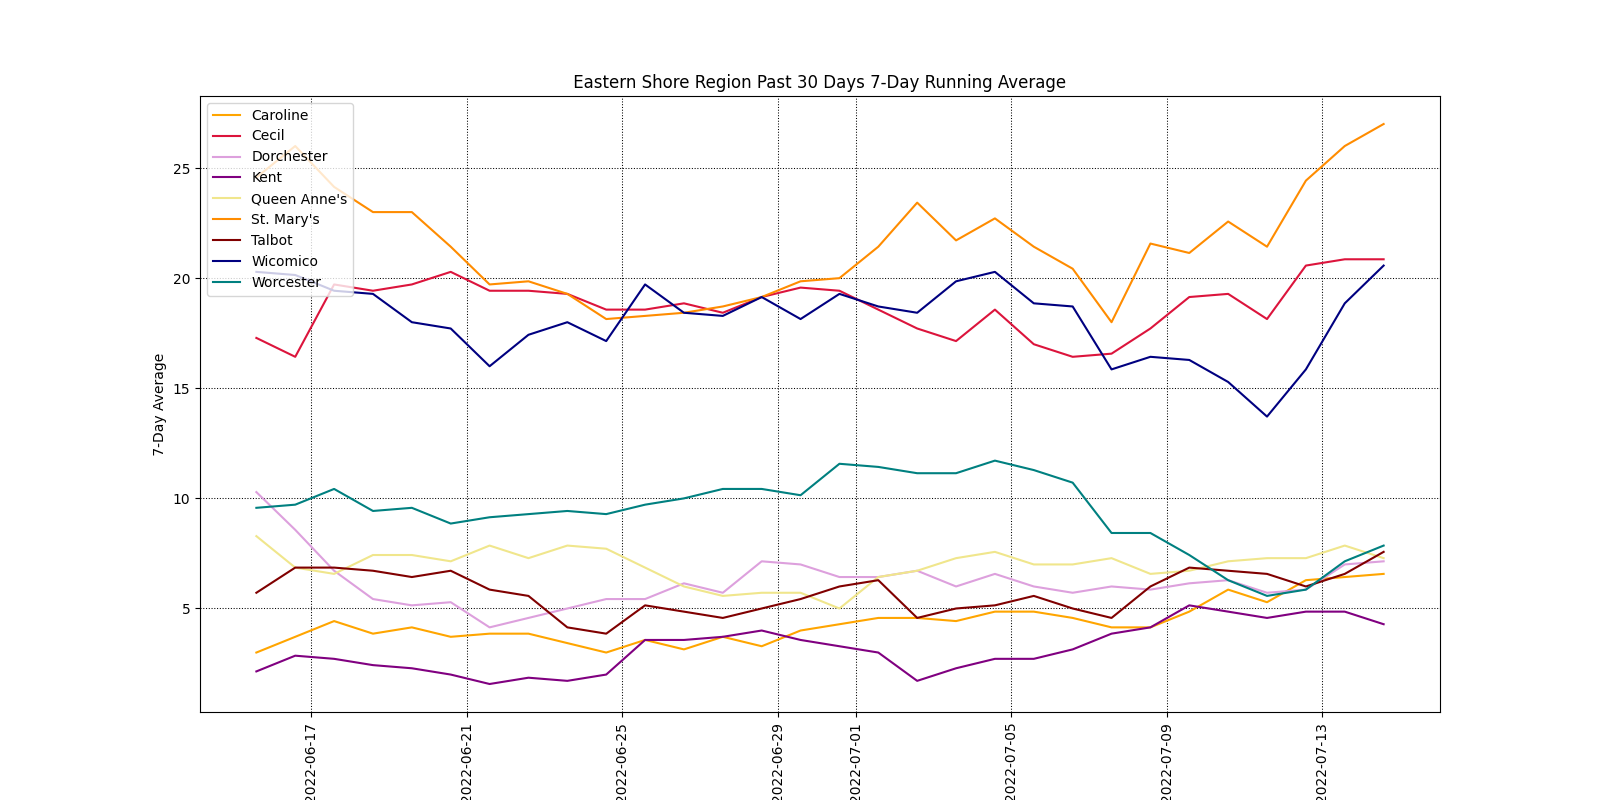 Eastern Shore Region Past 30 Days 7-Day Running Average
Caroline
Cecil
Dorchester
Kent
Queen Anne's
St. Mary's
Talbot
Wicomico
Worcester
25
20
15
10
5
7-Day Average
2022-06-17
2022-06-21
2022-06-25
2022-06-29
2022-07-01
2022-07-05
2022-07-09
2022-07-13